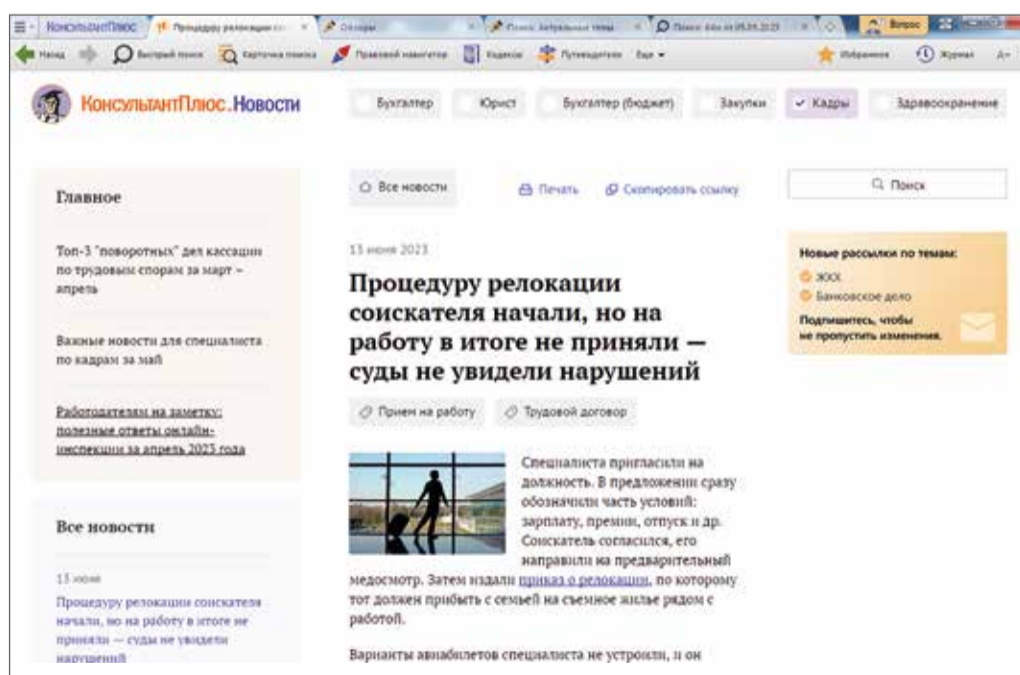 КонсультантПлюс
Процедуру релокации
Обзоры
Вопрос
Назад
Быстрый поиск
Карточка поиска
Правовой навигатор
Кодексы
Путеводители
Еще
Избранное
Журнал
КонсультантПлюс.Новости
Бухгалтер
Юрист
Бухгалтер (бюджет)
Закупки
Кадры
Здравоохранение
Главное
Топ-3 "поворотных" дел кассации
по трудовым спорам за март –
апрель
Важные новости для специалиста
по кадрам за май
Работодателям на заметку:
полезные ответы онлайн-
инспекции за апрель 2023 года
Все новости
13 июня
Процедуру релокации соискателя
начали, но на работу в итоге не
приняли — суды не увидели
нарушений
Все новости
Печать
Скопировать ссылку
13 июня 2023
Процедуру релокации
соискателя начали, но на
работу в итоге не приняли —
суды не увидели нарушений
Прием на работу
Трудовой договор
Специалиста пригласили на
должность. В предложении сразу
обозначили часть условий:
зарплату, премии, отпуск и др.
Соискатель согласился, его
направили на предварительный
медосмотр. Затем издали приказ о релокации, по которому
тот должен прибыть с семьей на съемное жилье рядом с
работой.
Варианты авиабилетов специалиста не устроили, и он
Поиск
Новые рассылки по темам:
ЖКХ
Банковское дело
Подпишитесь, чтобы
не пропустить изменения.